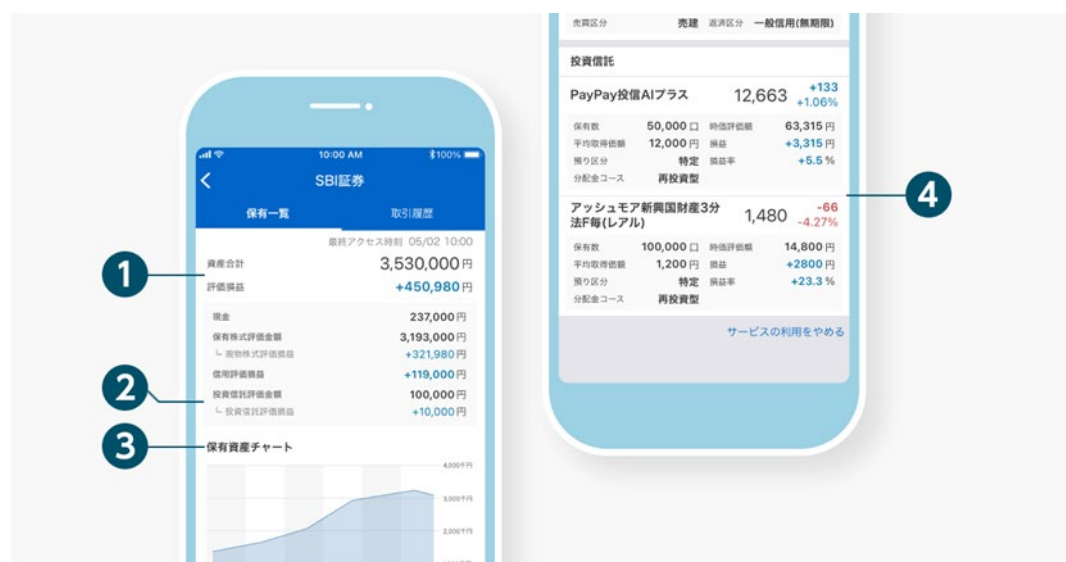 10:00 AM
100%
SBI証券
保有一覧 取引履歴
最終アクセス時刻 05/02 10:00
1
資産合計 3,530,000円
評価損益 +450,980円
現金 237,000円
保有株式評価金額 3,193,000円
└ 現物株式評価損益 +321,980円
信用評価損益 +119,000円
2
投資信託評価金額 100,000円
└ 投資信託評価損益 +10,000円
3
保有資産チャート
4,000千円
3,000千円
2,000千円
売買区分 売建 返済区分 一般信用(無期限)
投資信託
PayPay投信AIプラス 12,663 +133
+1.06%
保有数 50,000口 時価評価額 63,315円
平均取得価額 12,000円 損益 +3,315円
預り区分 特定 損益率 +5.5%
分配金コース 再投資型
4
アッシュモア新興国財産3分
法F毎(レアル) 1,480 -66
-4.27%
保有数 100,000口 時価評価額 14,800円
平均取得価額 1,200円 損益 +2800円
預り区分 特定 損益率 +23.3%
分配金コース 再投資型
サービスの利用をやめる